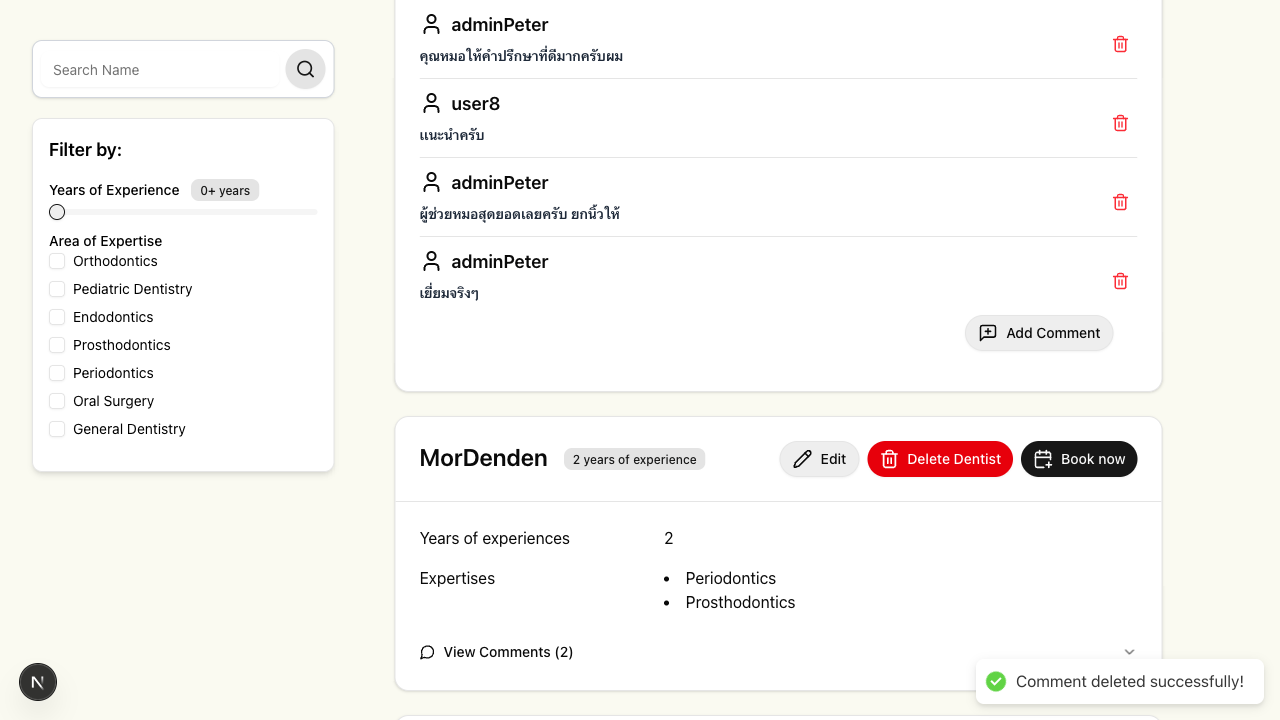 Search Name
Filter by:
Years of Experience 0+ years
Area of Expertise
Orthodontics
Pediatric Dentistry
Endodontics
Prosthodontics
Periodontics
Oral Surgery
General Dentistry
adminPeter
คุณหมอให้คำปรึกษาที่ดีมากครับผม
user8
แนะนำครับ
adminPeter
ผู้ช่วยหมอสุดยอดเลยครับ ยกนิ้วให้
adminPeter
เยี่ยมจริงๆ
Add Comment
MorDenden 2 years of experience Edit Delete Dentist Book now
Years of experiences 2
Expertises • Periodontics
• Prosthodontics
View Comments (2)
N
Comment deleted successfully!